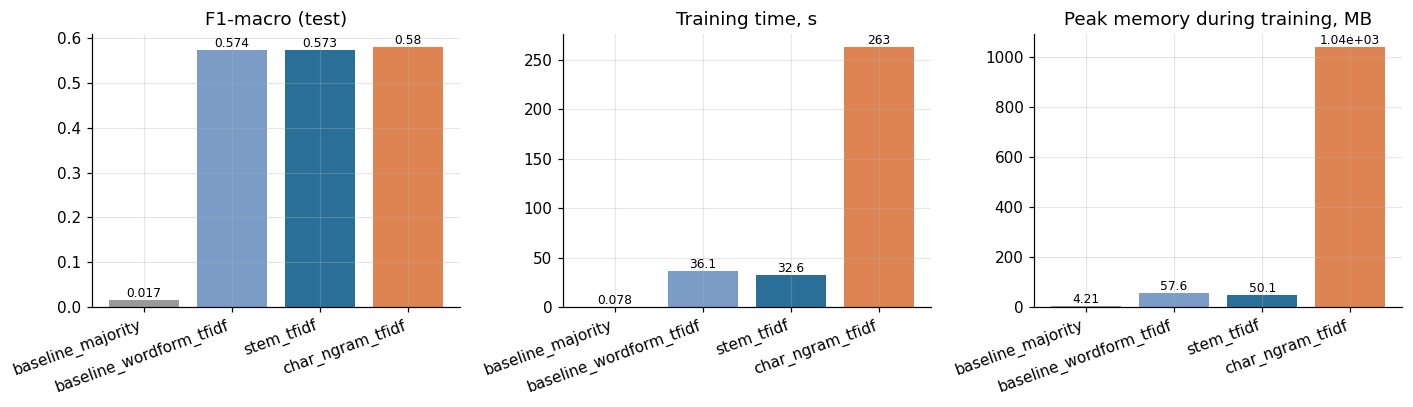 F1-macro (test)
0.6
0.5
0.4
0.3
0.2
0.1
0.0
0.017
0.574
0.573
0.58
baseline_majority
baseline_wordform_tfidf
stem_tfidf
char_ngram_tfidf
Training time, s
250
200
150
100
50
0
0.078
36.1
32.6
263
baseline_majority
baseline_wordform_tfidf
stem_tfidf
char_ngram_tfidf
Peak memory during training, MB
1000
800
600
400
200
0
4.21
57.6
50.1
1.04e+03
baseline_majority
baseline_wordform_tfidf
stem_tfidf
char_ngram_tfidf